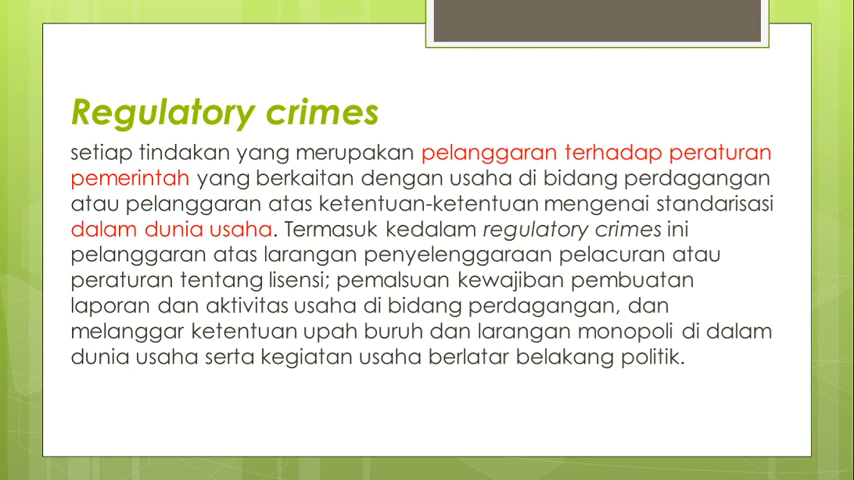 Regulatory crimes
setiap tindakan yang merupakan pelanggaran terhadap peraturan
pemerintah yang berkaitan dengan usaha di bidang perdagangan
atau pelanggaran atas ketentuan-ketentuan mengenai standarisasi
dalam dunia usaha. Termasuk kedalam regulatory crimes ini
pelanggaran atas larangan penyelenggaraan pelacuran atau
peraturan tentang lisensi; pemalsuan kewajiban pembuatan
laporan dan aktivitas usaha di bidang perdagangan, dan
melanggar ketentuan upah buruh dan larangan monopoli di dalam
dunia usaha serta kegiatan usaha berlatar belakang politik.